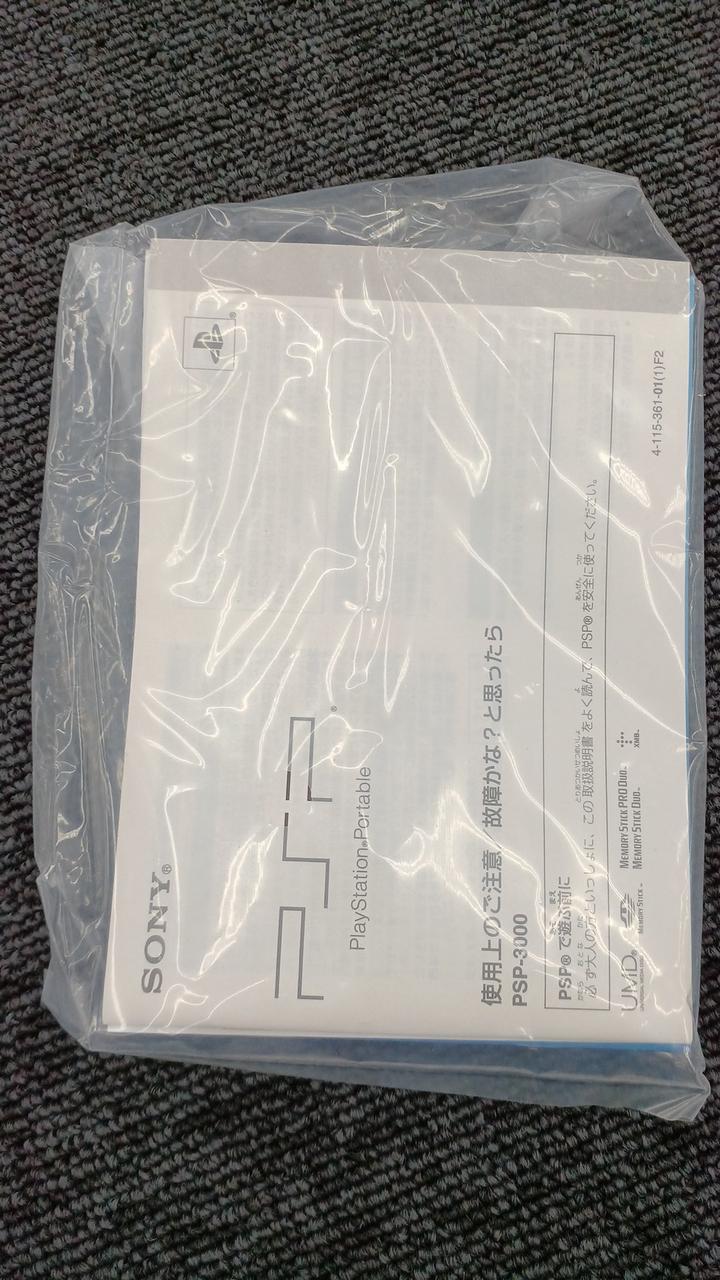 SONY®
PSP®
PlayStation®Portable
使用上のご注意／故障かな？と思ったら
PSP-3000
PSP® で遊ぶ前に
必ず大人の方といっしょに、この 取扱説明書 をよく読んで、PSP® を安全に使ってください。
UMD®
MEMORY STICK™
MEMORY STICK PRO DUO™
MEMORY STICK DUO™
XMB™
4-115-361-01(1)F2